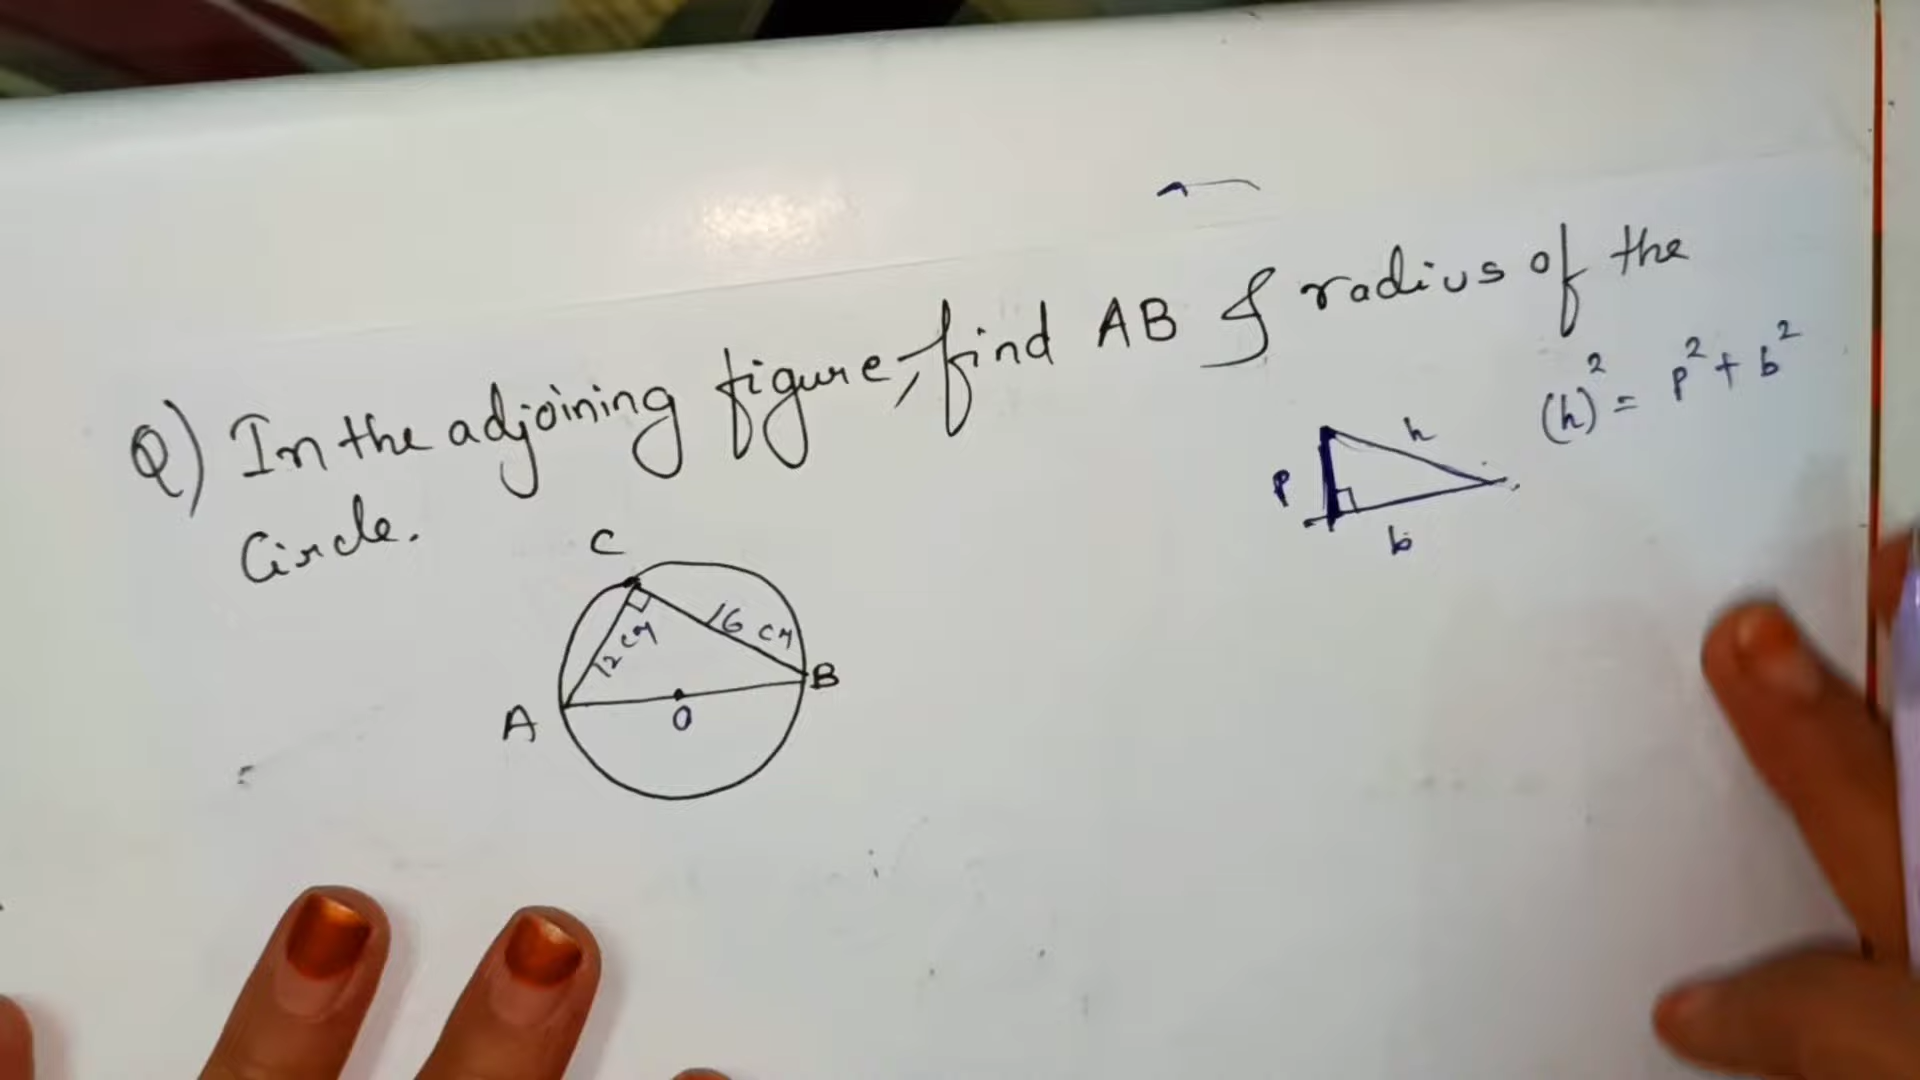 Q) In the adjoining figure, find AB & radius of the
Circle.
(h)² = p² + b²
h
P
b
C
12 cm
16 cm
A
O
B